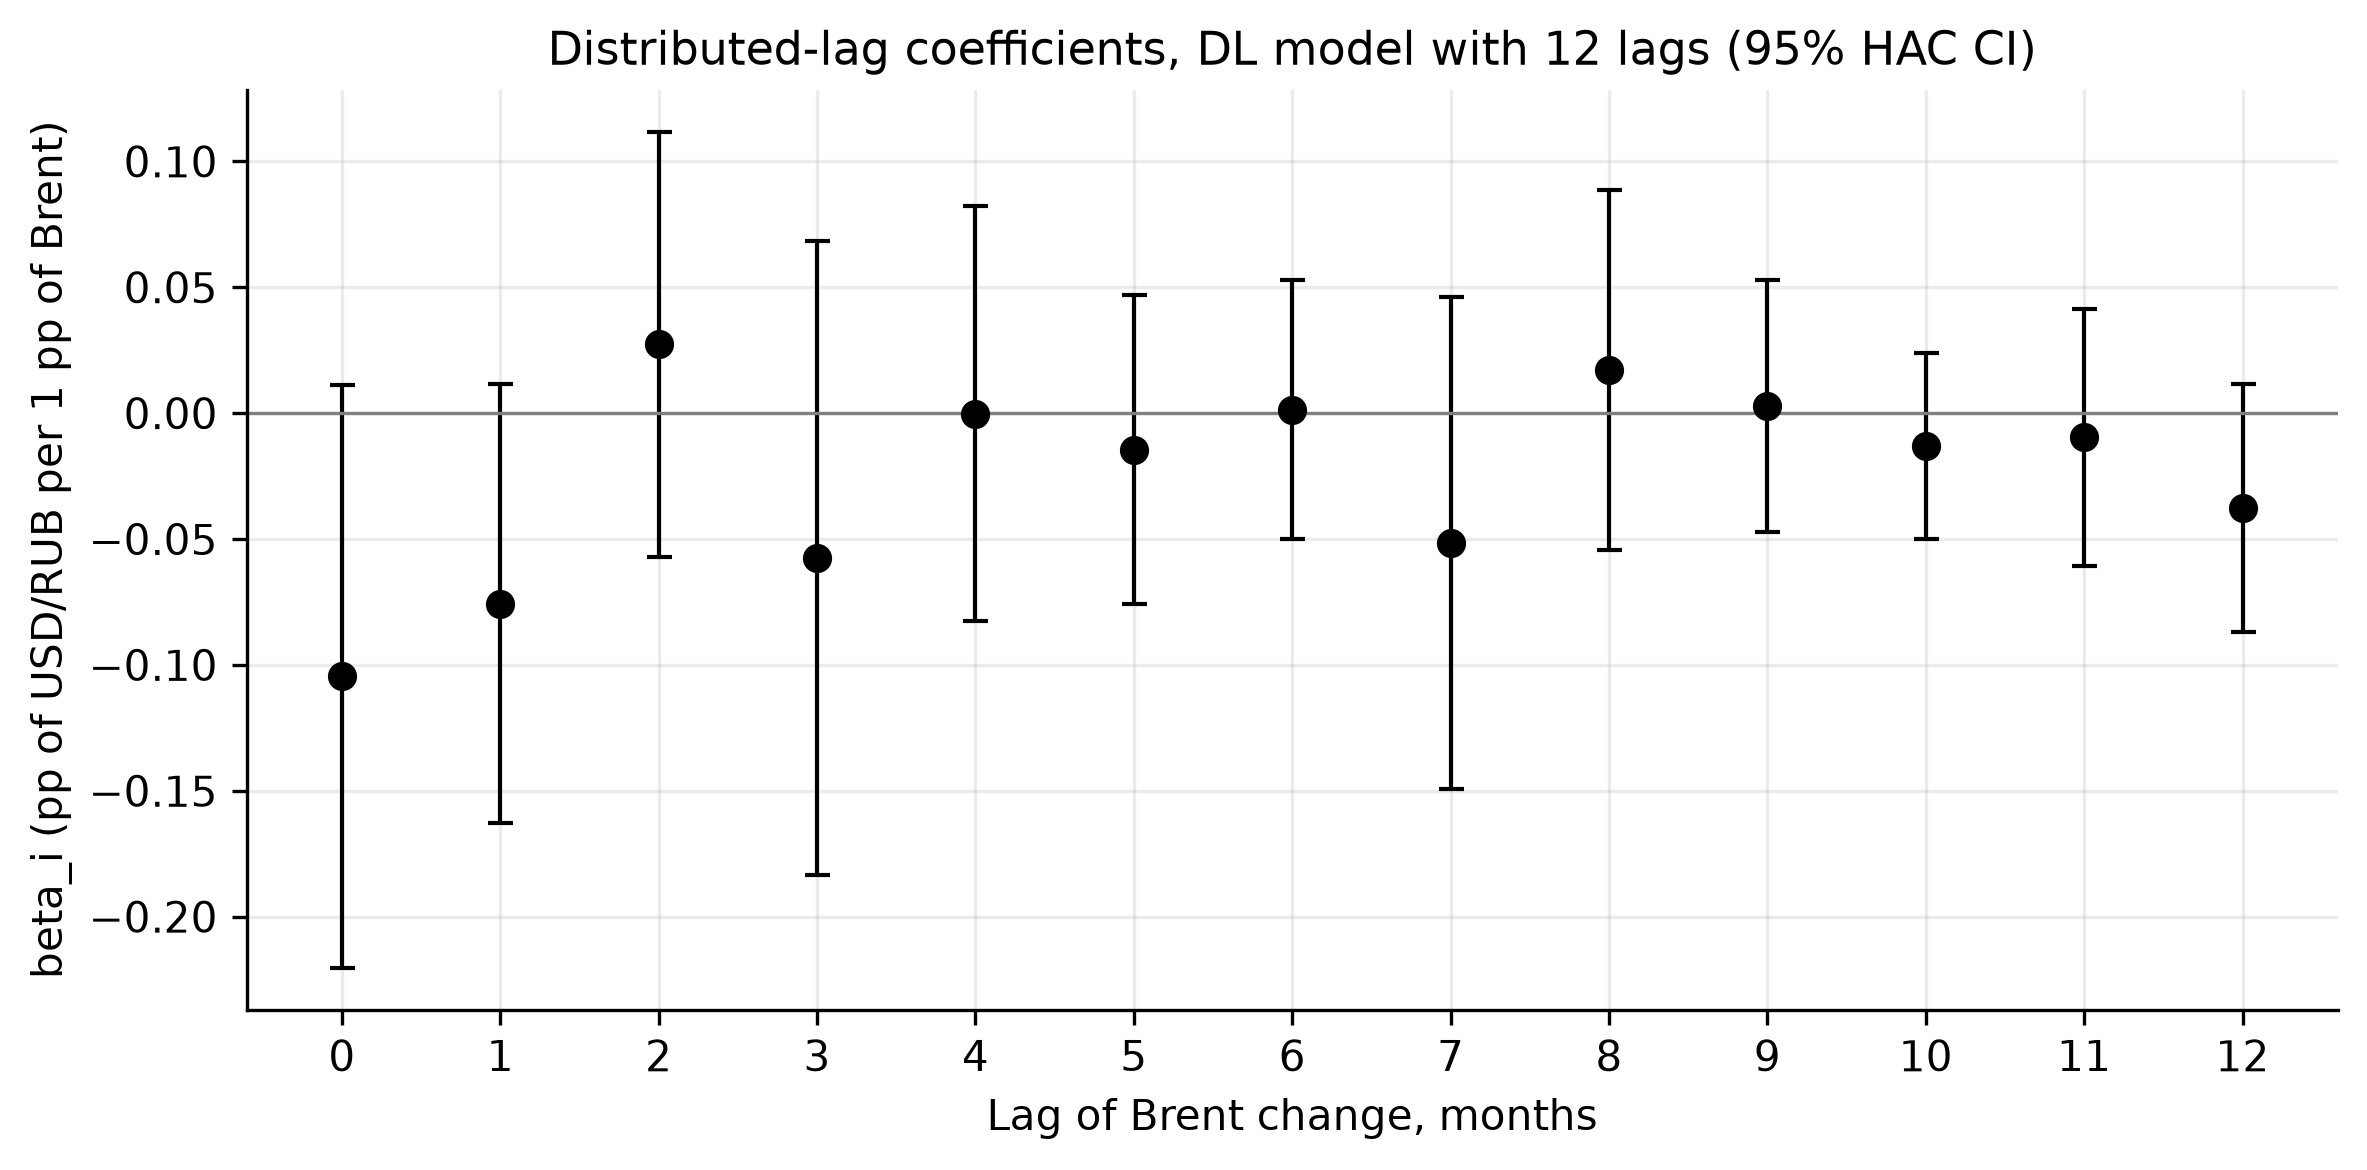 Distributed-lag coefficients, DL model with 12 lags (95% HAC CI)
beta_i (pp of USD/RUB per 1 pp of Brent)
0.10
0.05
0.00
−0.05
−0.10
−0.15
−0.20
0 1 2 3 4 5 6 7 8 9 10 11 12
Lag of Brent change, months